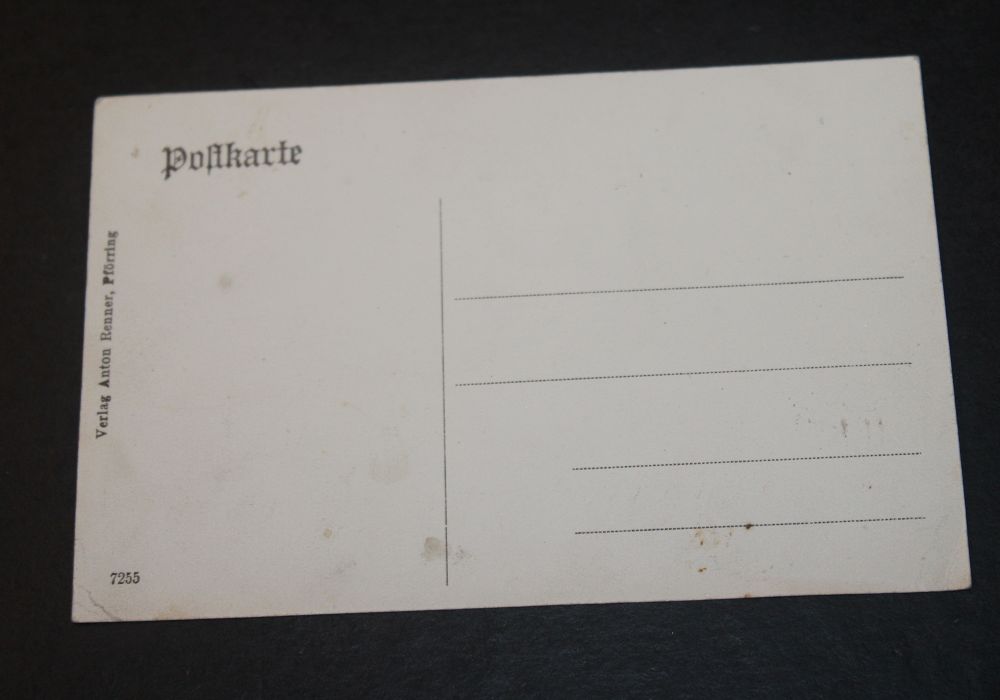 Postkarte
Verlag Anton Renner, Pförring
7255